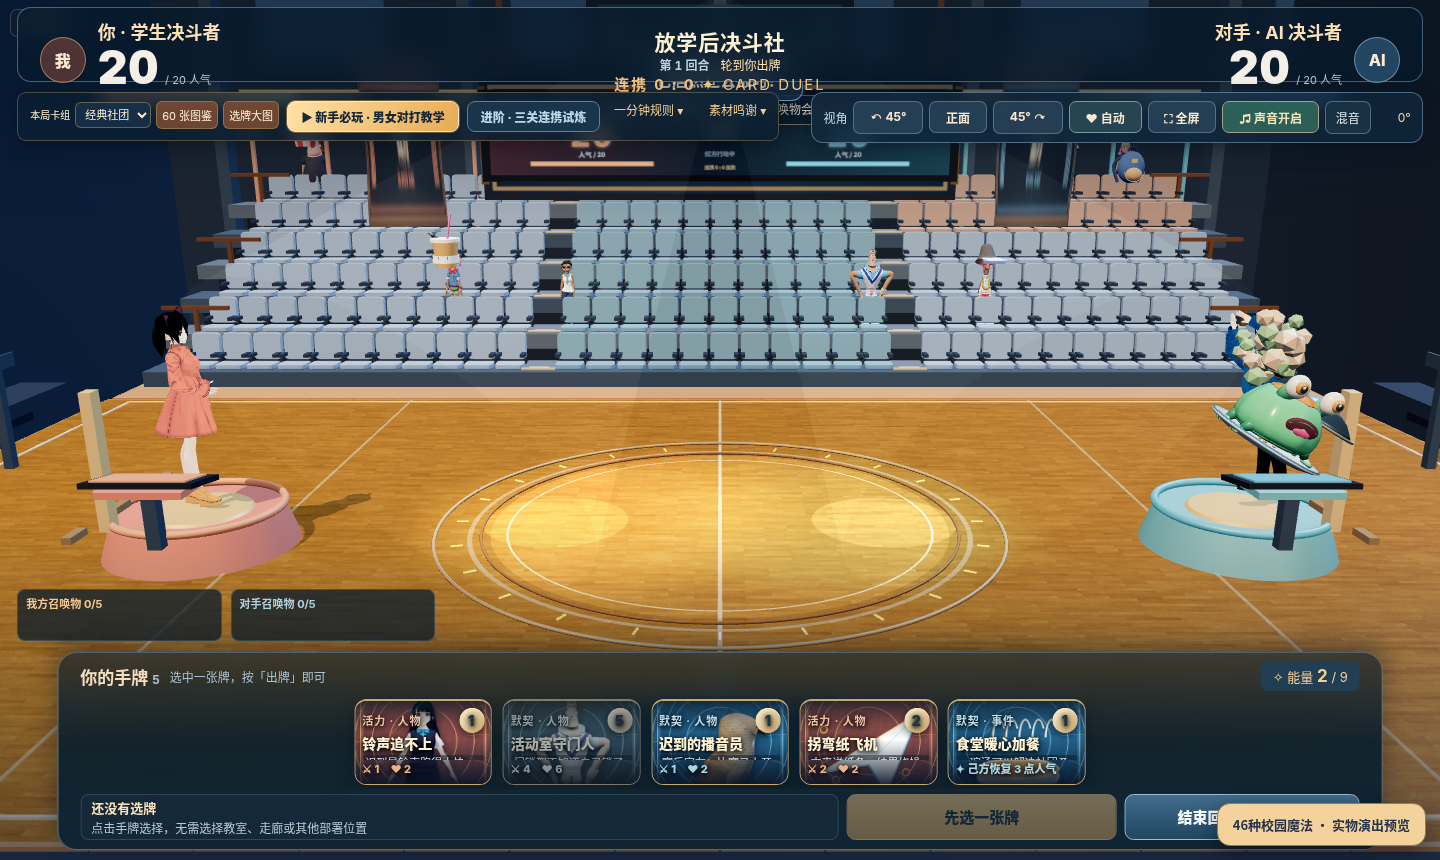 你 · 学生决斗者
我
20
/ 20 人气
放学后决斗社
第 1 回合 轮到你出牌
连携 0 : 0 ✦ CARD DUEL
对手 · AI 决斗者
20
/ 20 人气
AI
本局卡组
经典社团
60 张图鉴
选牌大图
▶ 新手必玩 · 男女对打教学
进阶 · 三关连携试炼
一分钟规则 ▾
素材鸣谢 ▾
唤物会
视角
↶ 45°
正面
45° ↷
♥ 自动
⛶ 全屏
♫ 声音开启
混音
0°
人气 / 20
人气 / 20
我方召唤物 0/5
对手召唤物 0/5
你的手牌 5 选中一张牌，按「出牌」即可
✧ 能量 2 / 9
活力 · 人物
1
铃声追不上
⚔ 1 ♥ 2
默契 · 人物
5
活动室守门人
⚔ 4 ♥ 6
默契 · 人物
1
迟到的播音员
⚔ 1 ♥ 2
活力 · 人物
2
拐弯纸飞机
⚔ 2 ♥ 2
默契 · 事件
1
食堂暖心加餐
✦ 己方恢复 3 点人气
还没有选牌
点击手牌选择，无需选择教室、走廊或其他部署位置
先选一张牌
结束
46种校园魔法 · 实物演出预览